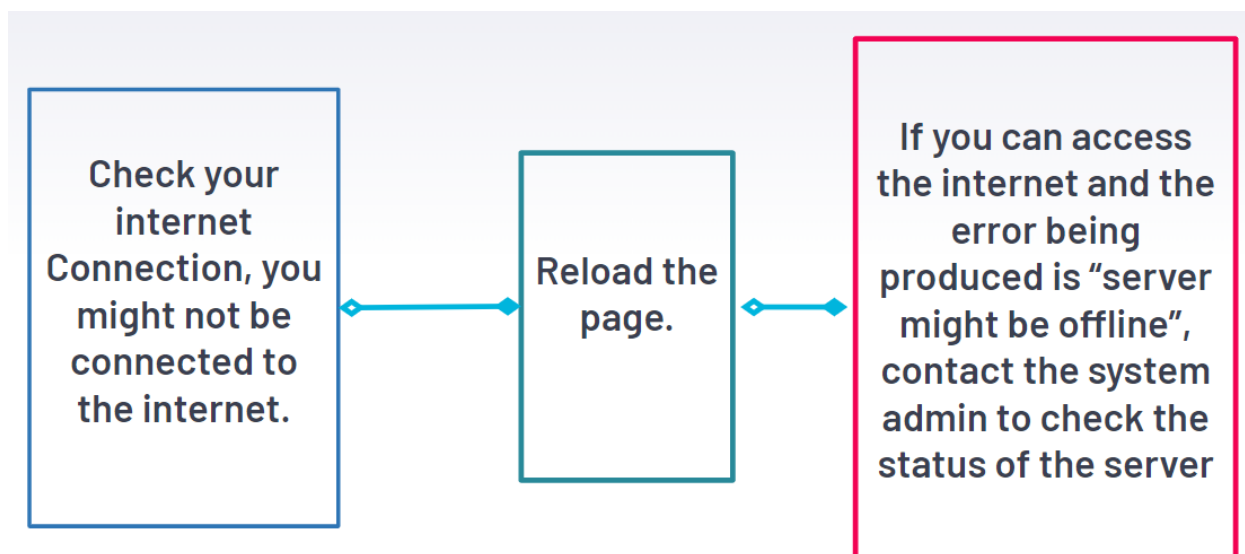 Check your
internet
Connection, you
might not be
connected to
the internet.
Reload the
page.
If you can access
the internet and the
error being
produced is “server
might be offline”,
contact the system
admin to check the
status of the server